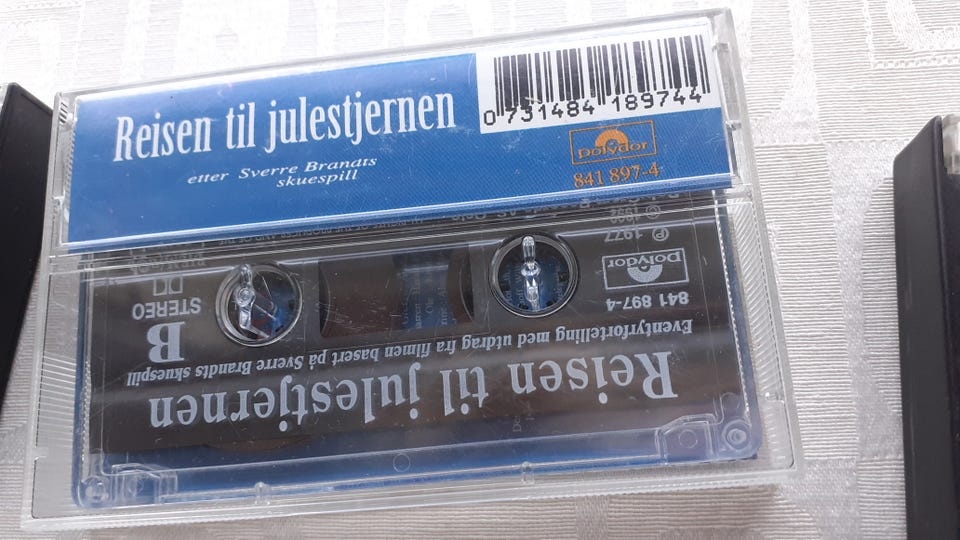 Reisen til julestjernen
etter Sverre Brandts
skuespill
0 731484 189744
polydor
841 897-4
Reisen til julestjernen
Eventyrfortelling med utdrag fra filmen basert på Sverre Brandts skuespill
B
STEREO
841 897-4
polydor
℗ 1977
© 1992